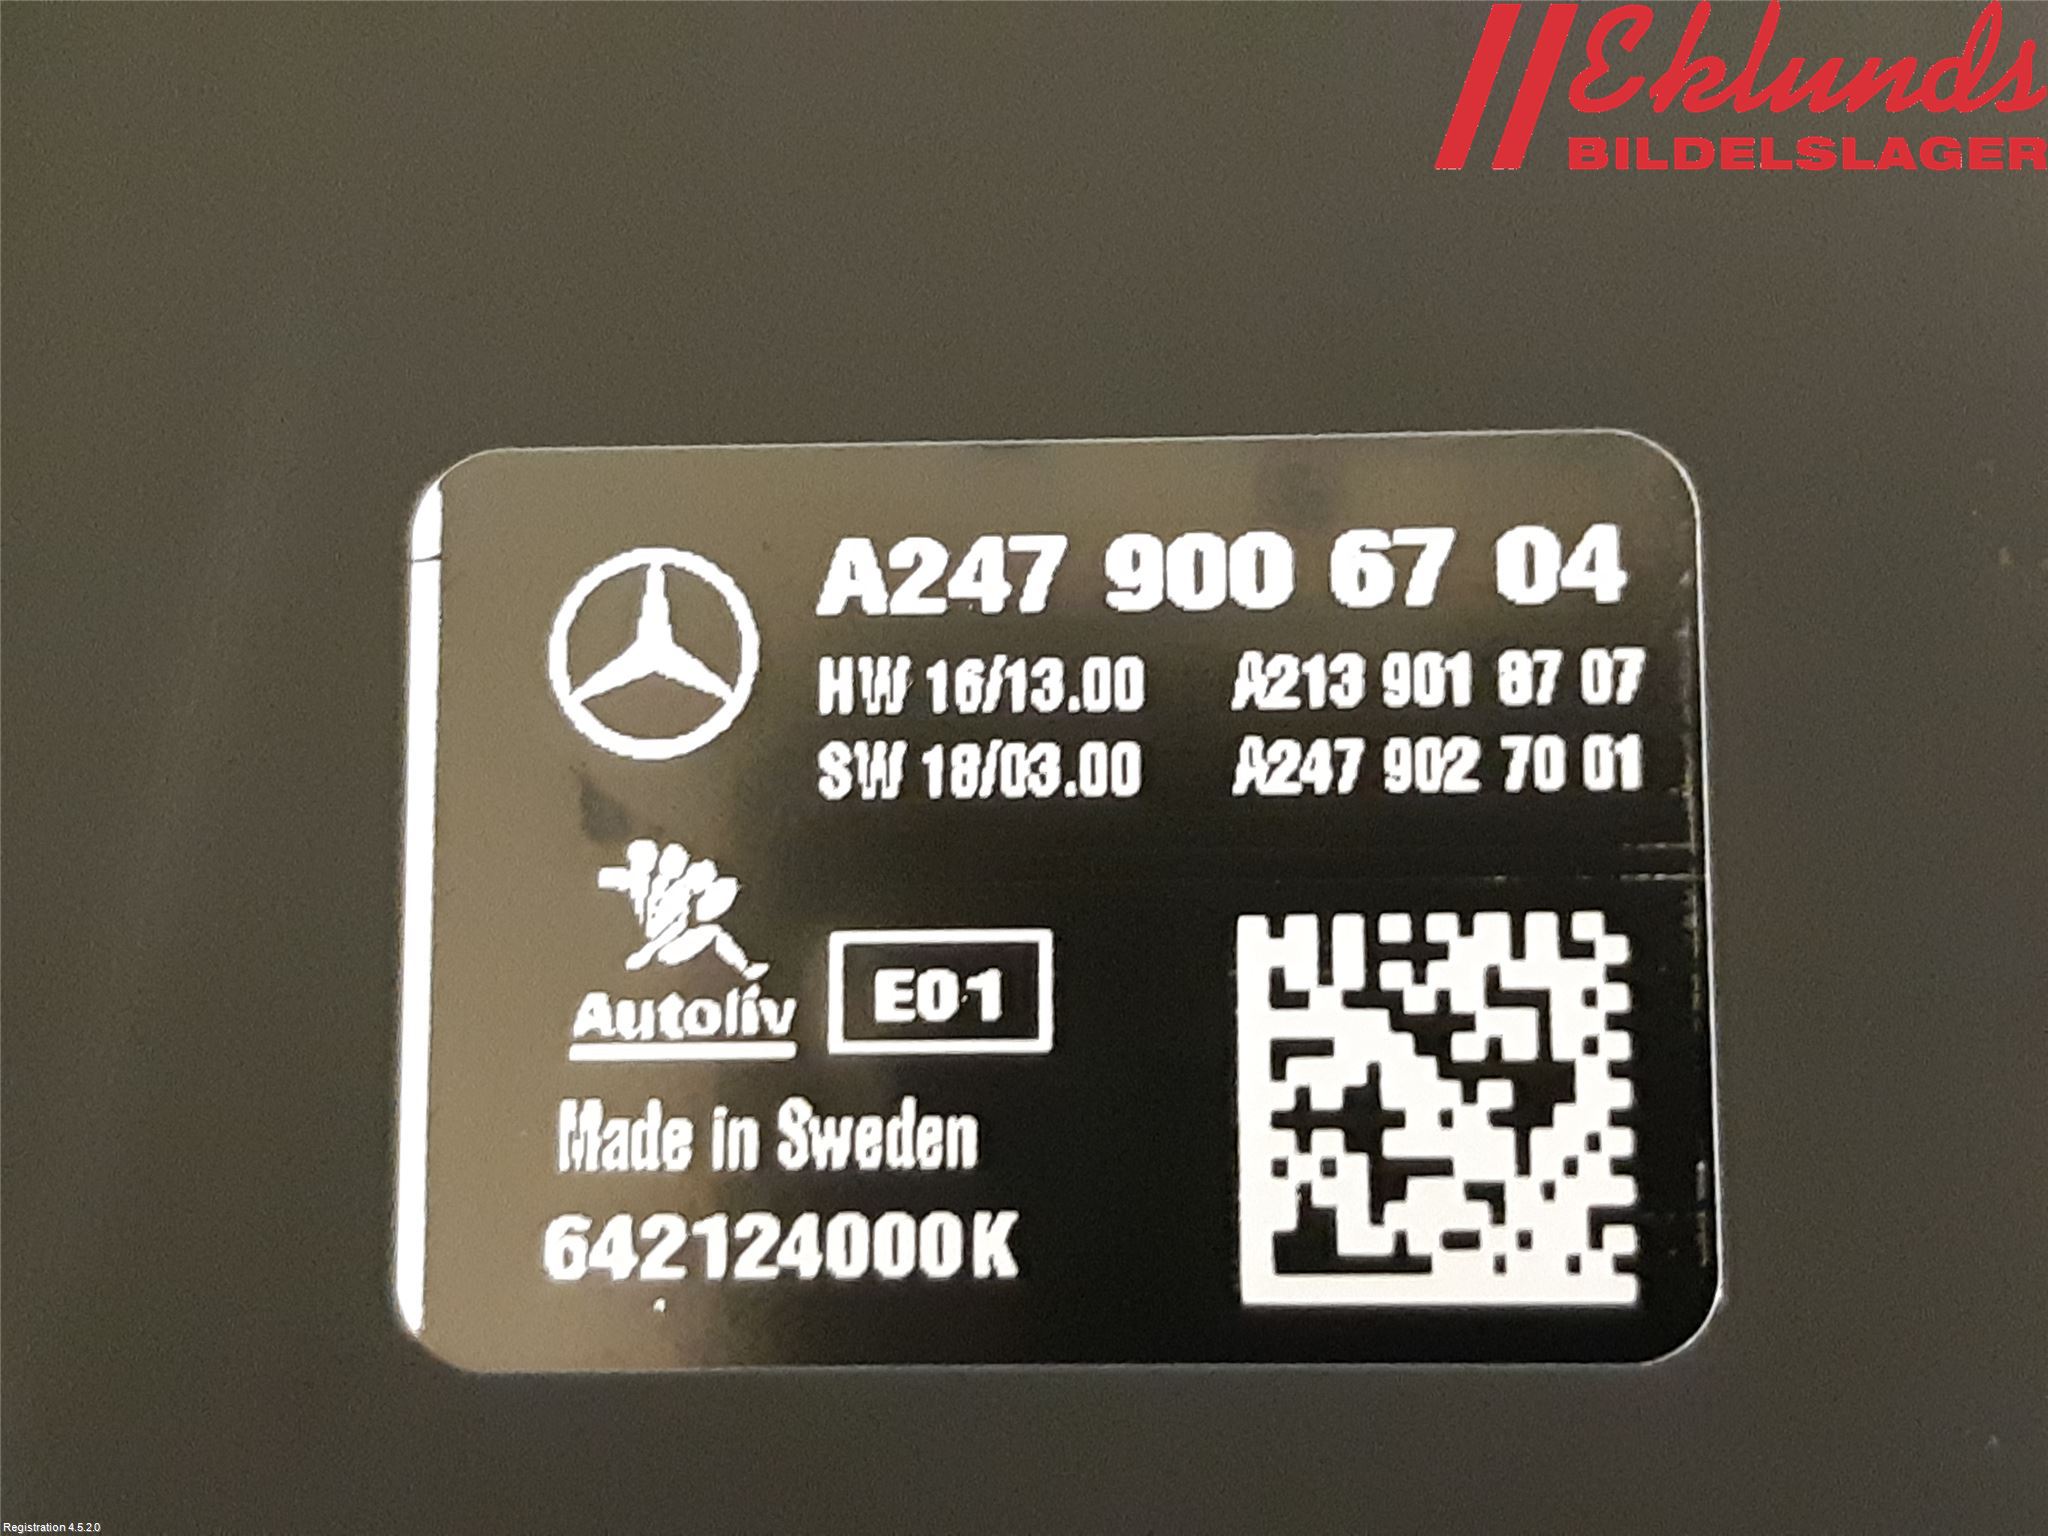 Eklunds
BILDELSLAGER
A247 900 67 04
HW 16/13.00 A213 901 87 07
SW 18/03.00 A247 902 70 01
Autoliv
E01
Made in Sweden
642124000K
Registration 4.5.2.0